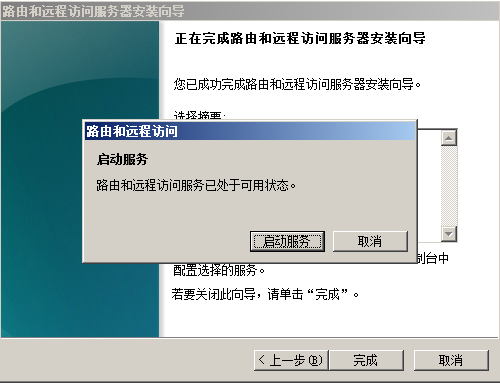 路由和远程访问服务器安装向导
正在完成路由和远程访问服务器安装向导
您已成功完成路由和远程访问服务器安装向导。
选择摘要:
路由和远程访问
启动服务
路由和远程访问服务已处于可用状态。
启动服务 取消
制台中
配置选择的服务。
若要关闭此向导，请单击“完成”。
< 上一步(B) 完成 取消